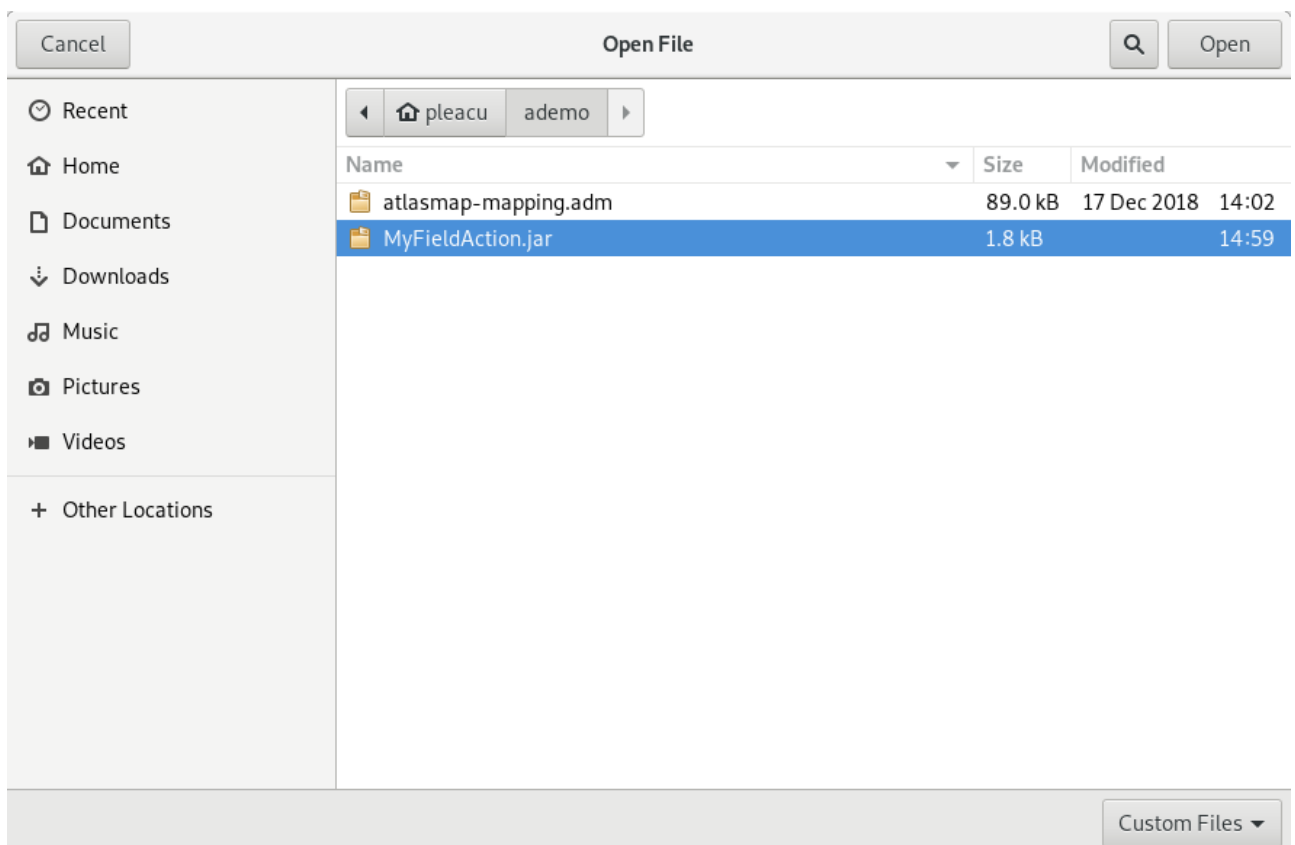 Cancel Open File Open
Recent
Home
Documents
Downloads
Music
Pictures
Videos
Other Locations
pleacu ademo
Name Size Modified
atlasmap-mapping.adm 89.0 kB 17 Dec 2018 14:02
MyFieldAction.jar 1.8 kB 14:59
Custom Files